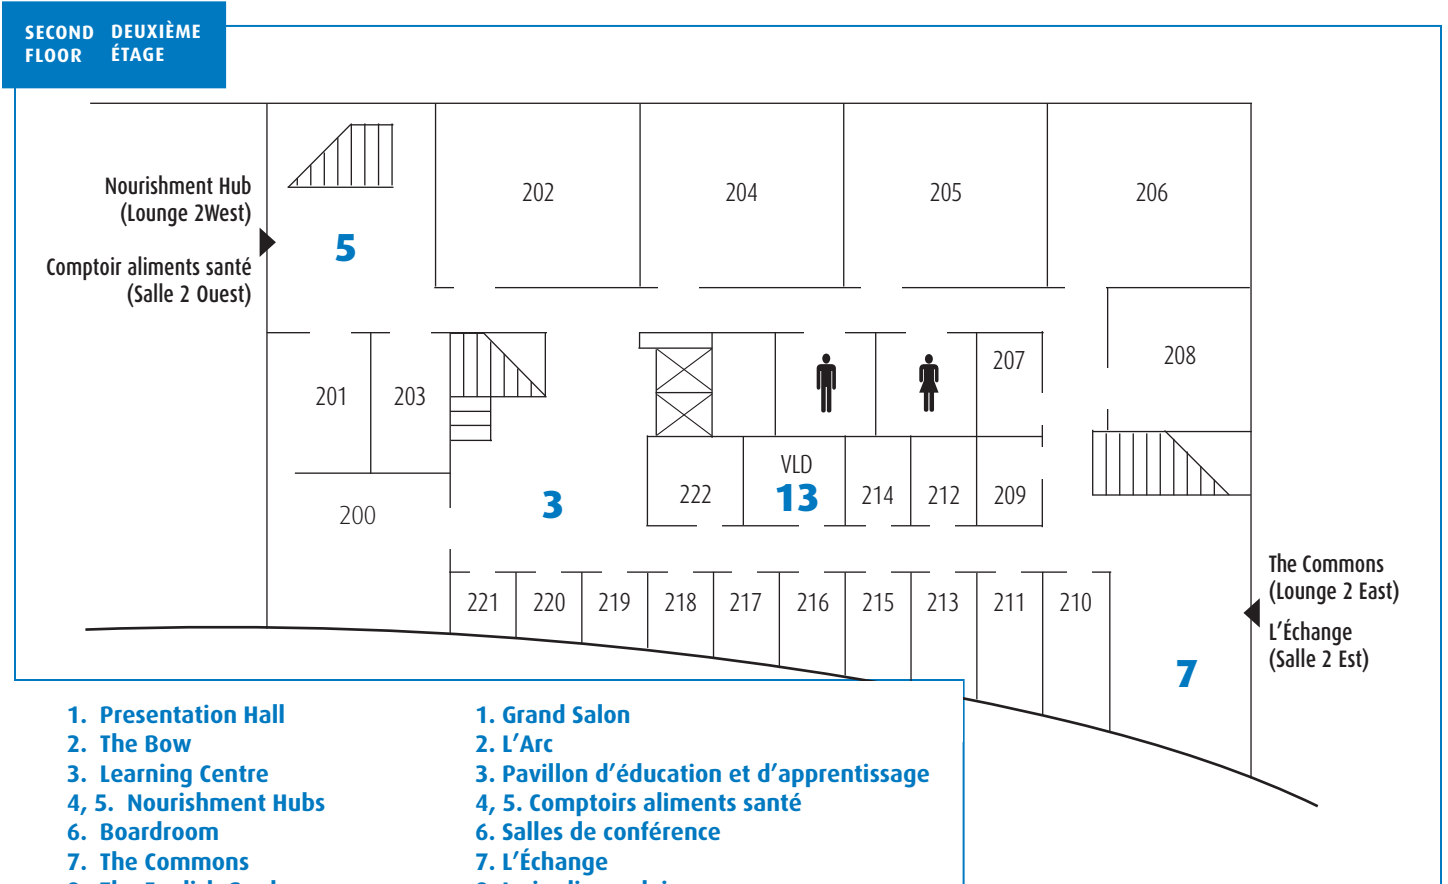 SECOND FLOOR
DEUXIÈME ÉTAGE
Nourishment Hub
(Lounge 2West)
Comptoir aliments santé
(Salle 2 Ouest)
5
202
204
205
206
201
203
207
208
200
3
222
VLD
13
214
212
209
221
220
219
218
217
216
215
213
211
210
The Commons
(Lounge 2 East)
L'Échange
(Salle 2 Est)
7
1. Presentation Hall
2. The Bow
3. Learning Centre
4, 5. Nourishment Hubs
6. Boardroom
7. The Commons
1. Grand Salon
2. L'Arc
3. Pavillon d'éducation et d'apprentissage
4, 5. Comptoirs aliments santé
6. Salles de conférence
7. L'Échange